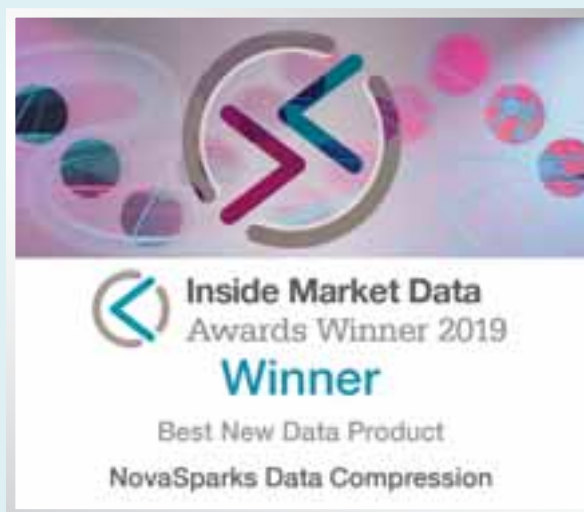 Inside Market Data
Awards Winner 2019
Winner
Best New Data Product
NovaSparks Data Compression